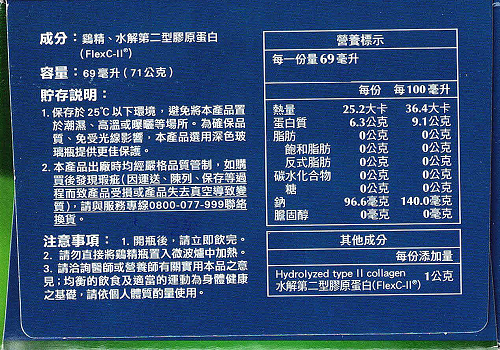 成分：鷄精、水解第二型膠原蛋白
(FlexC-II®)
容量：69毫升(71公克)
貯存說明：
1. 保存於25℃以下環境，避免將本產品置
於潮濕、高溫或曝曬等場所。為確保品
質、免受光線影響，本產品選用深色玻
璃瓶提供更佳保護。
2. 本產品出廠時均經嚴格品質管制，如購
買後發現瑕疵(因運送、陳列、保存等過
程而致產品受損或產品失去真空導致變
質)，請與服務專線0800-077-999聯絡
換貨。
注意事項： 1. 開瓶後，請立即飲完。
2. 請勿直接將鷄精瓶置入微波爐中加熱。
3. 請洽詢醫師或營養師有關實用本品之意
見；均衡的飲食及適當的運動為身體健康
之基礎，請依個人體質酌量使用。
營養標示
每一份量69毫升
每份 每100毫升
熱量 25.2大卡 36.4大卡
蛋白質 6.3公克 9.1公克
脂肪 0公克 0公克
飽和脂肪 0公克 0公克
反式脂肪 0公克 0公克
碳水化合物 0公克 0公克
糖 0公克 0公克
鈉 96.6毫克 140.0毫克
膽固醇 0毫克 0毫克
其他成分
每份添加量
Hydrolyzed type II collagen 1公克
水解第二型膠原蛋白(FlexC-II®)